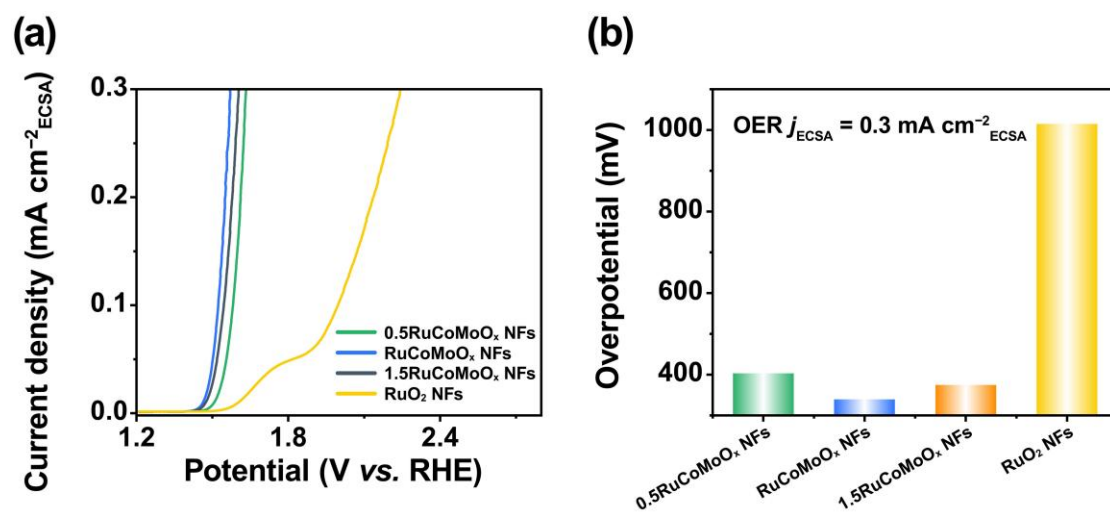 (a)
Current density (mA cm⁻²ECSA)
0.3
0.2
0.1
0.0
1.2
1.8
2.4
Potential (V vs. RHE)
0.5RuCoMoOₓ NFs
RuCoMoOₓ NFs
1.5RuCoMoOₓ NFs
RuO₂ NFs
(b)
Overpotential (mV)
1000
800
600
400
OER jECSA = 0.3 mA cm⁻²ECSA
0.5RuCoMoOₓ NFs
RuCoMoOₓ NFs
1.5RuCoMoOₓ NFs
RuO₂ NFs